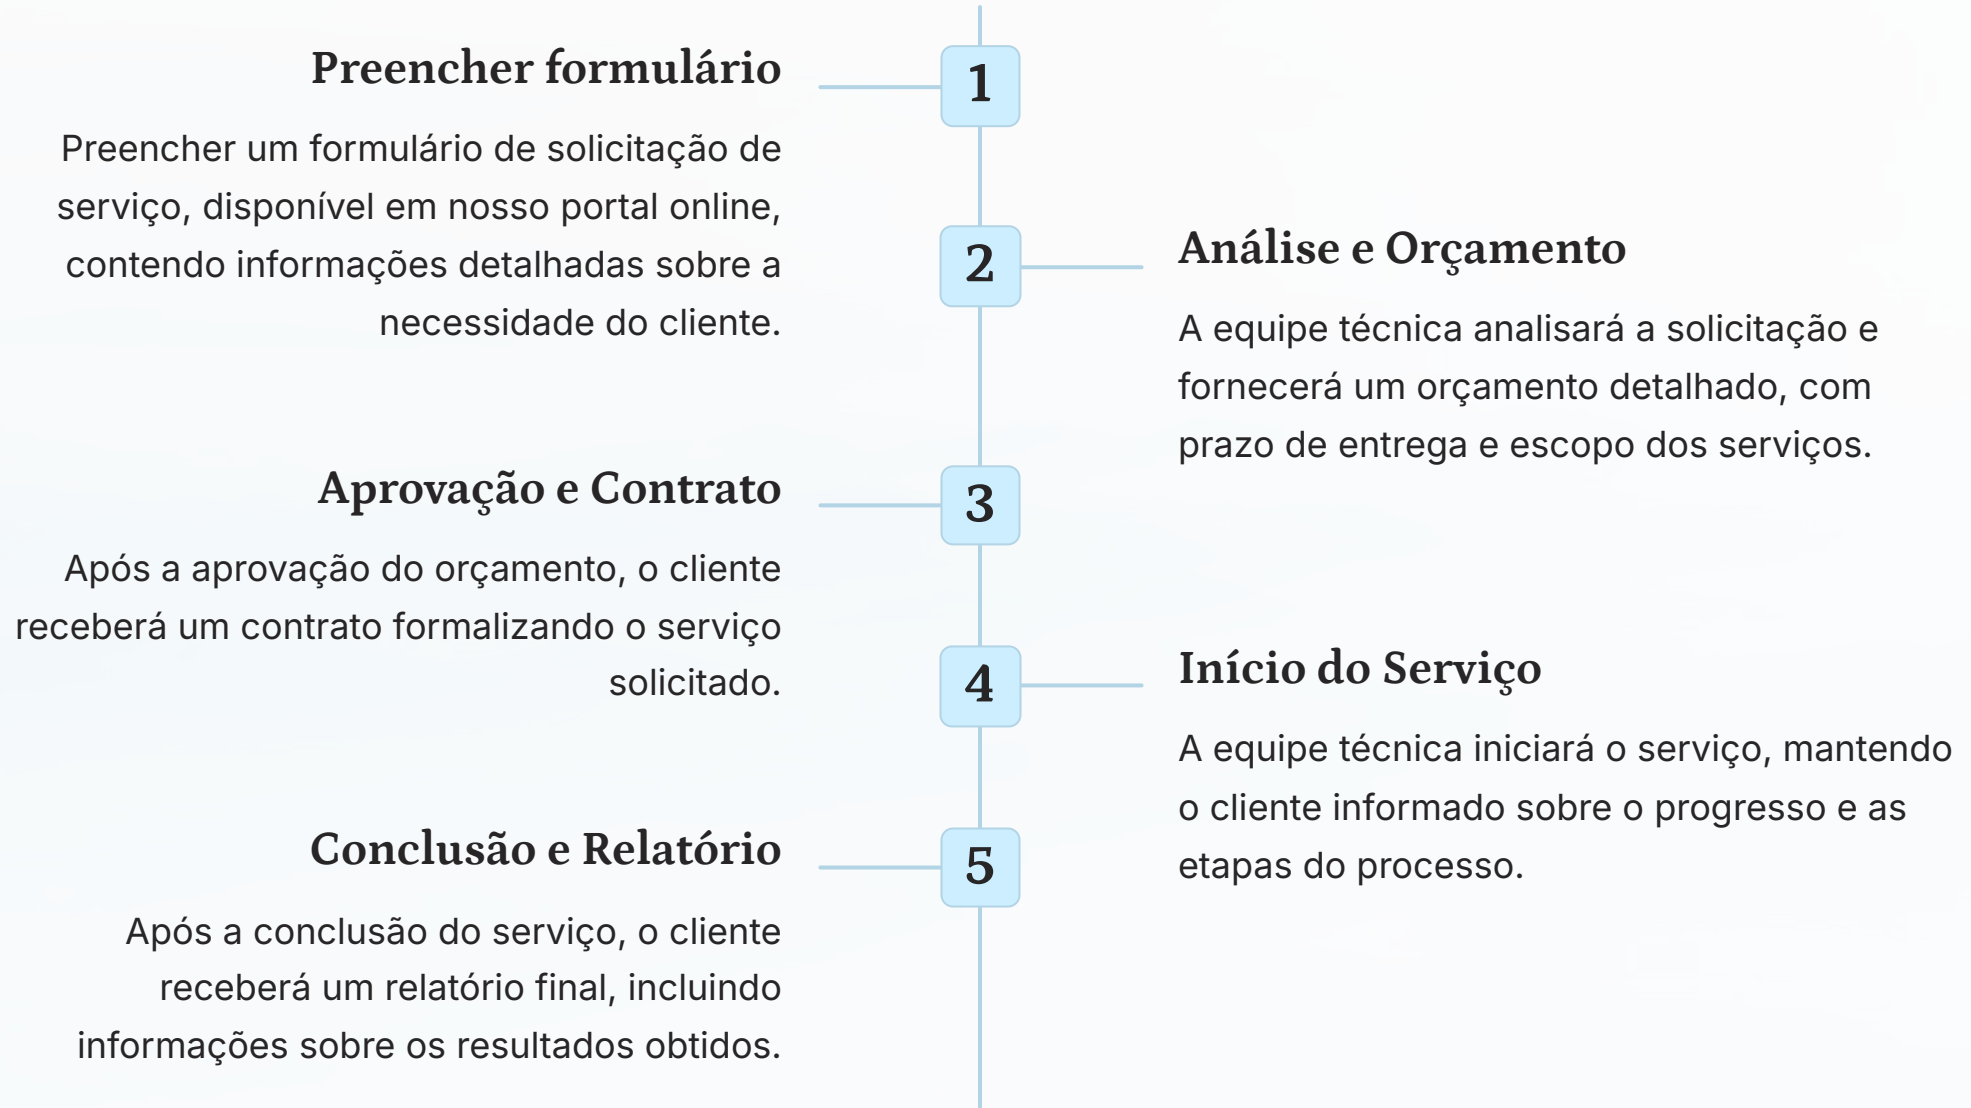 1
Preencher formulário
Preencher um formulário de solicitação de
serviço, disponível em nosso portal online,
contendo informações detalhadas sobre a
necessidade do cliente.
2
Análise e Orçamento
A equipe técnica analisará a solicitação e
fornecerá um orçamento detalhado, com
prazo de entrega e escopo dos serviços.
3
Aprovação e Contrato
Após a aprovação do orçamento, o cliente
receberá um contrato formalizando o serviço
solicitado.
4
Início do Serviço
A equipe técnica iniciará o serviço, mantendo
o cliente informado sobre o progresso e as
etapas do processo.
5
Conclusão e Relatório
Após a conclusão do serviço, o cliente
receberá um relatório final, incluindo
informações sobre os resultados obtidos.